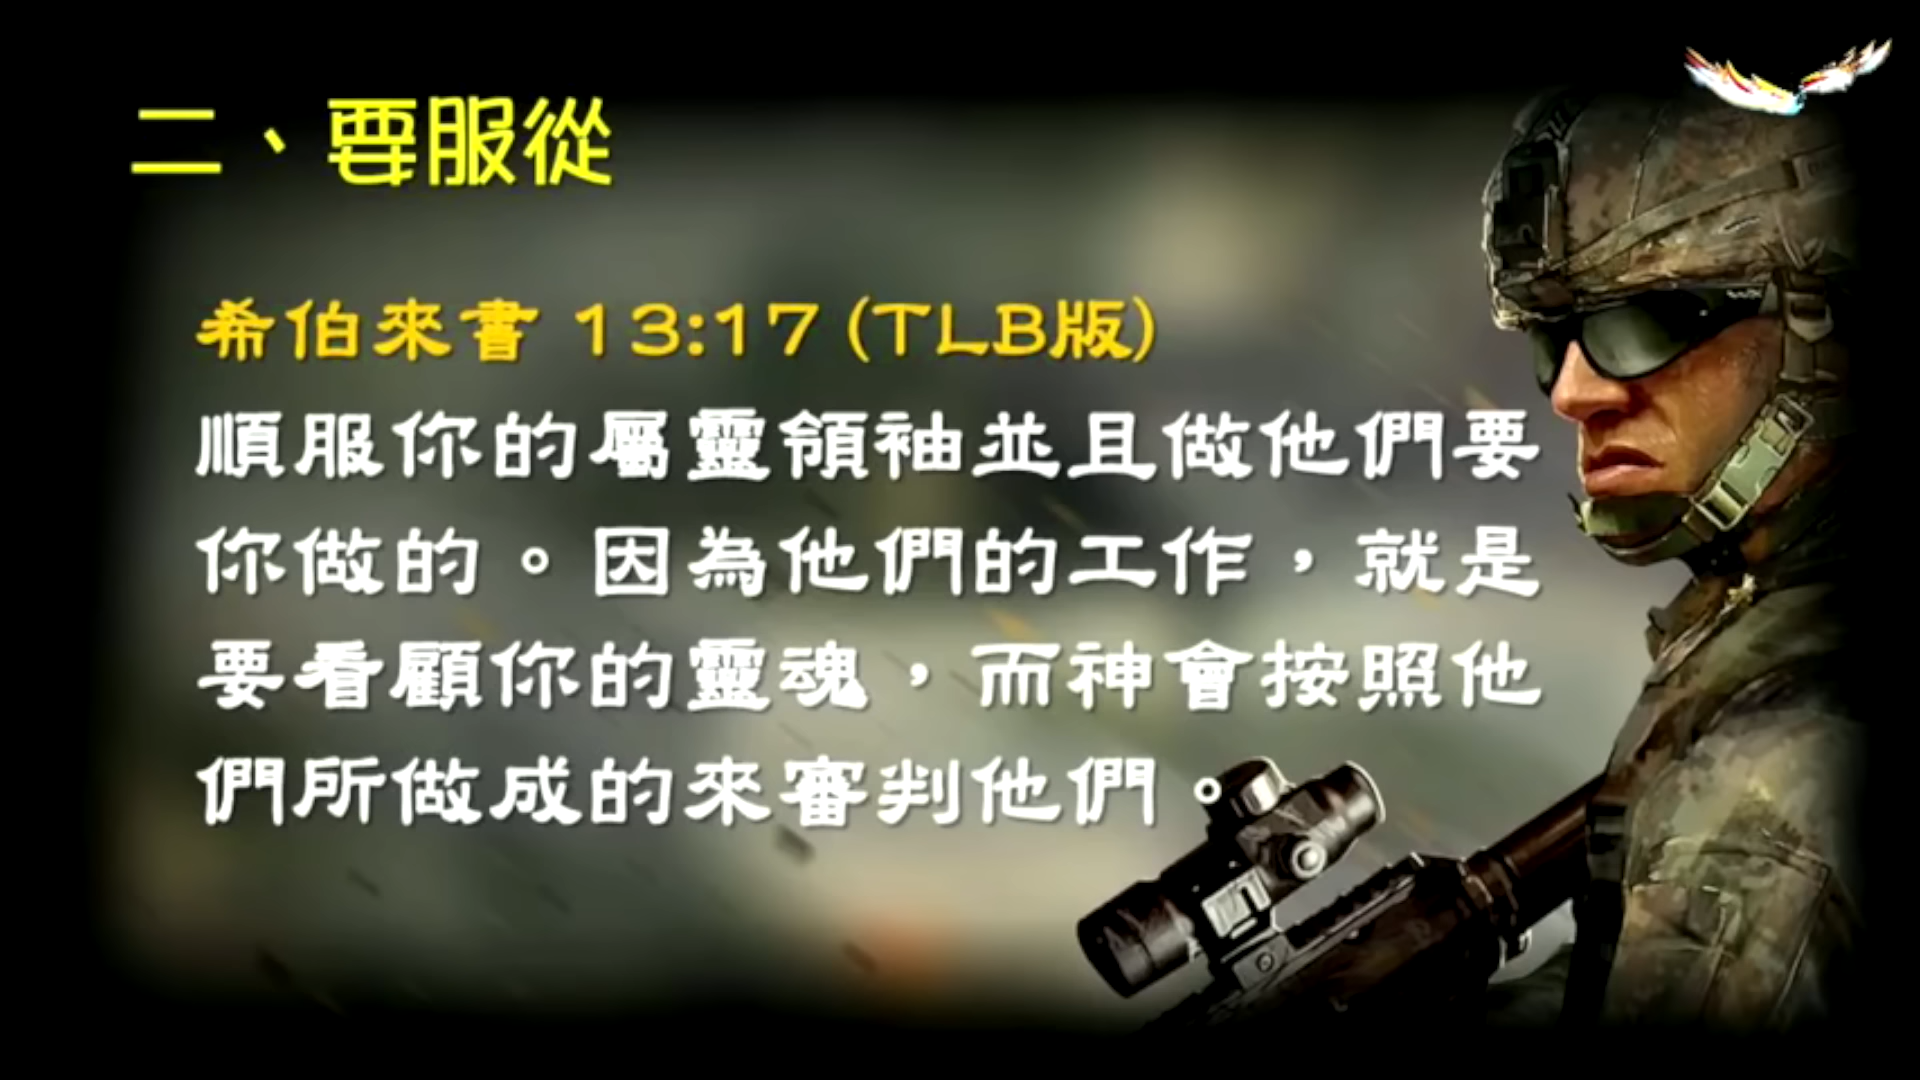 二、要服從
希伯來書 13:17 (TLB版)
順服你的屬靈領袖並且做他們要
你做的。因為他們的工作，就是
要看顧你的靈魂，而神會按照他
們所做成的來審判他們。